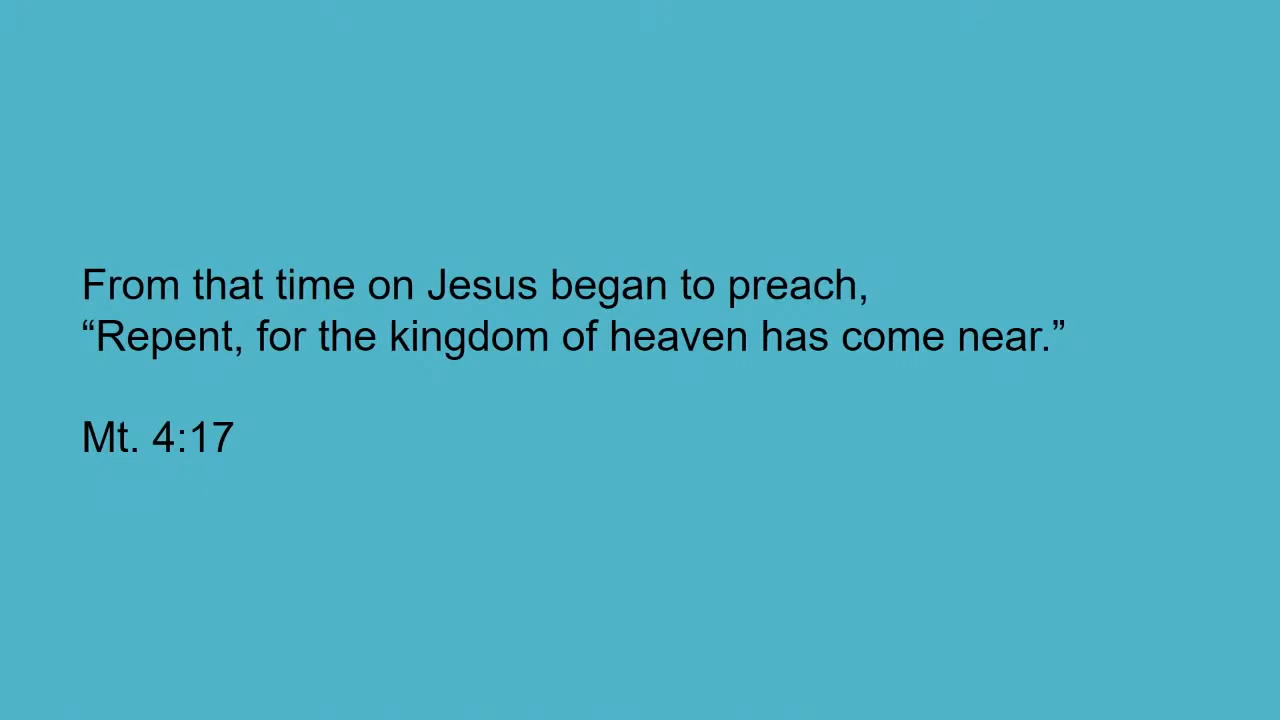 From that time on Jesus began to preach,
“Repent, for the kingdom of heaven has come near.”
Mt. 4:17